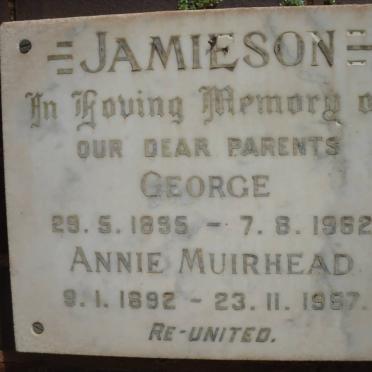 JAMIESON
In Loving Memory o
OUR DEAR PARENTS
GEORGE
29. 5. 1895 - 7. 8. 1962
ANNIE MUIRHEAD
9. 1. 1892 - 23. 11. 1967.
RE-UNITED.